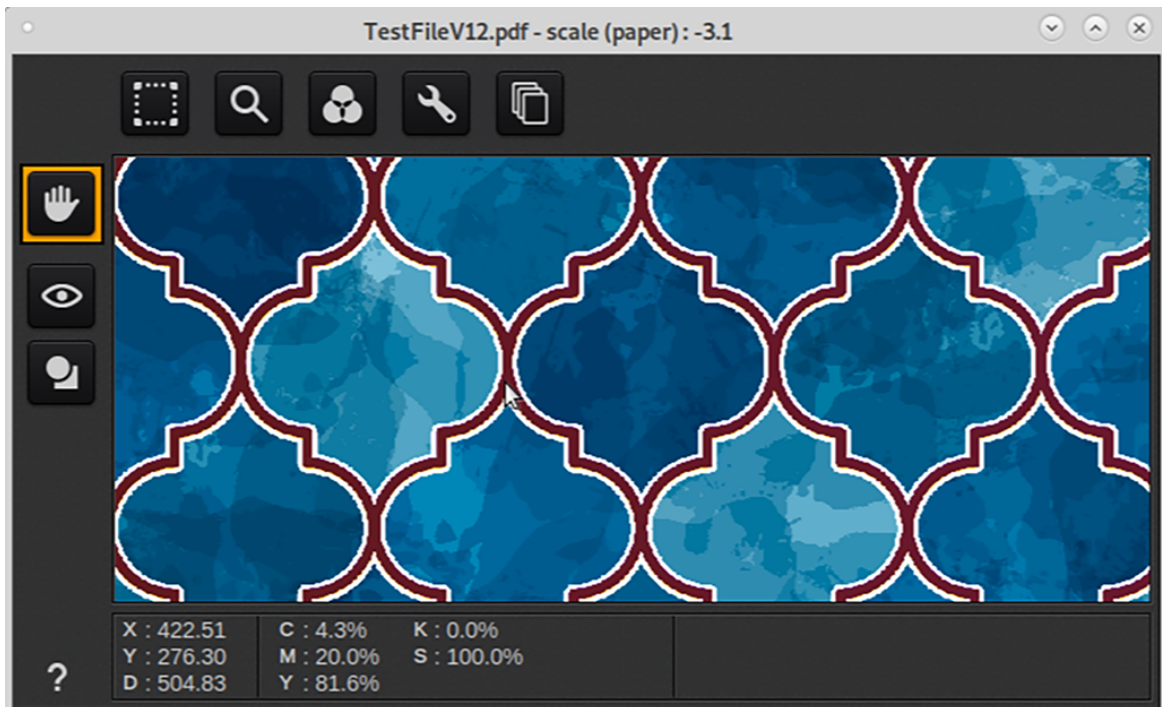 TestFileV12.pdf - scale (paper) : -3.1
X : 422.51 C : 4.3% K : 0.0%
Y : 276.30 M : 20.0% S : 100.0%
D : 504.83 Y : 81.6%
?